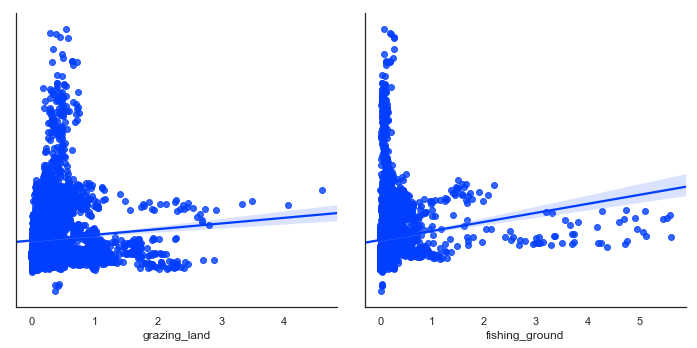 0 1 2 3 4
grazing_land
0 1 2 3 4 5
fishing_ground